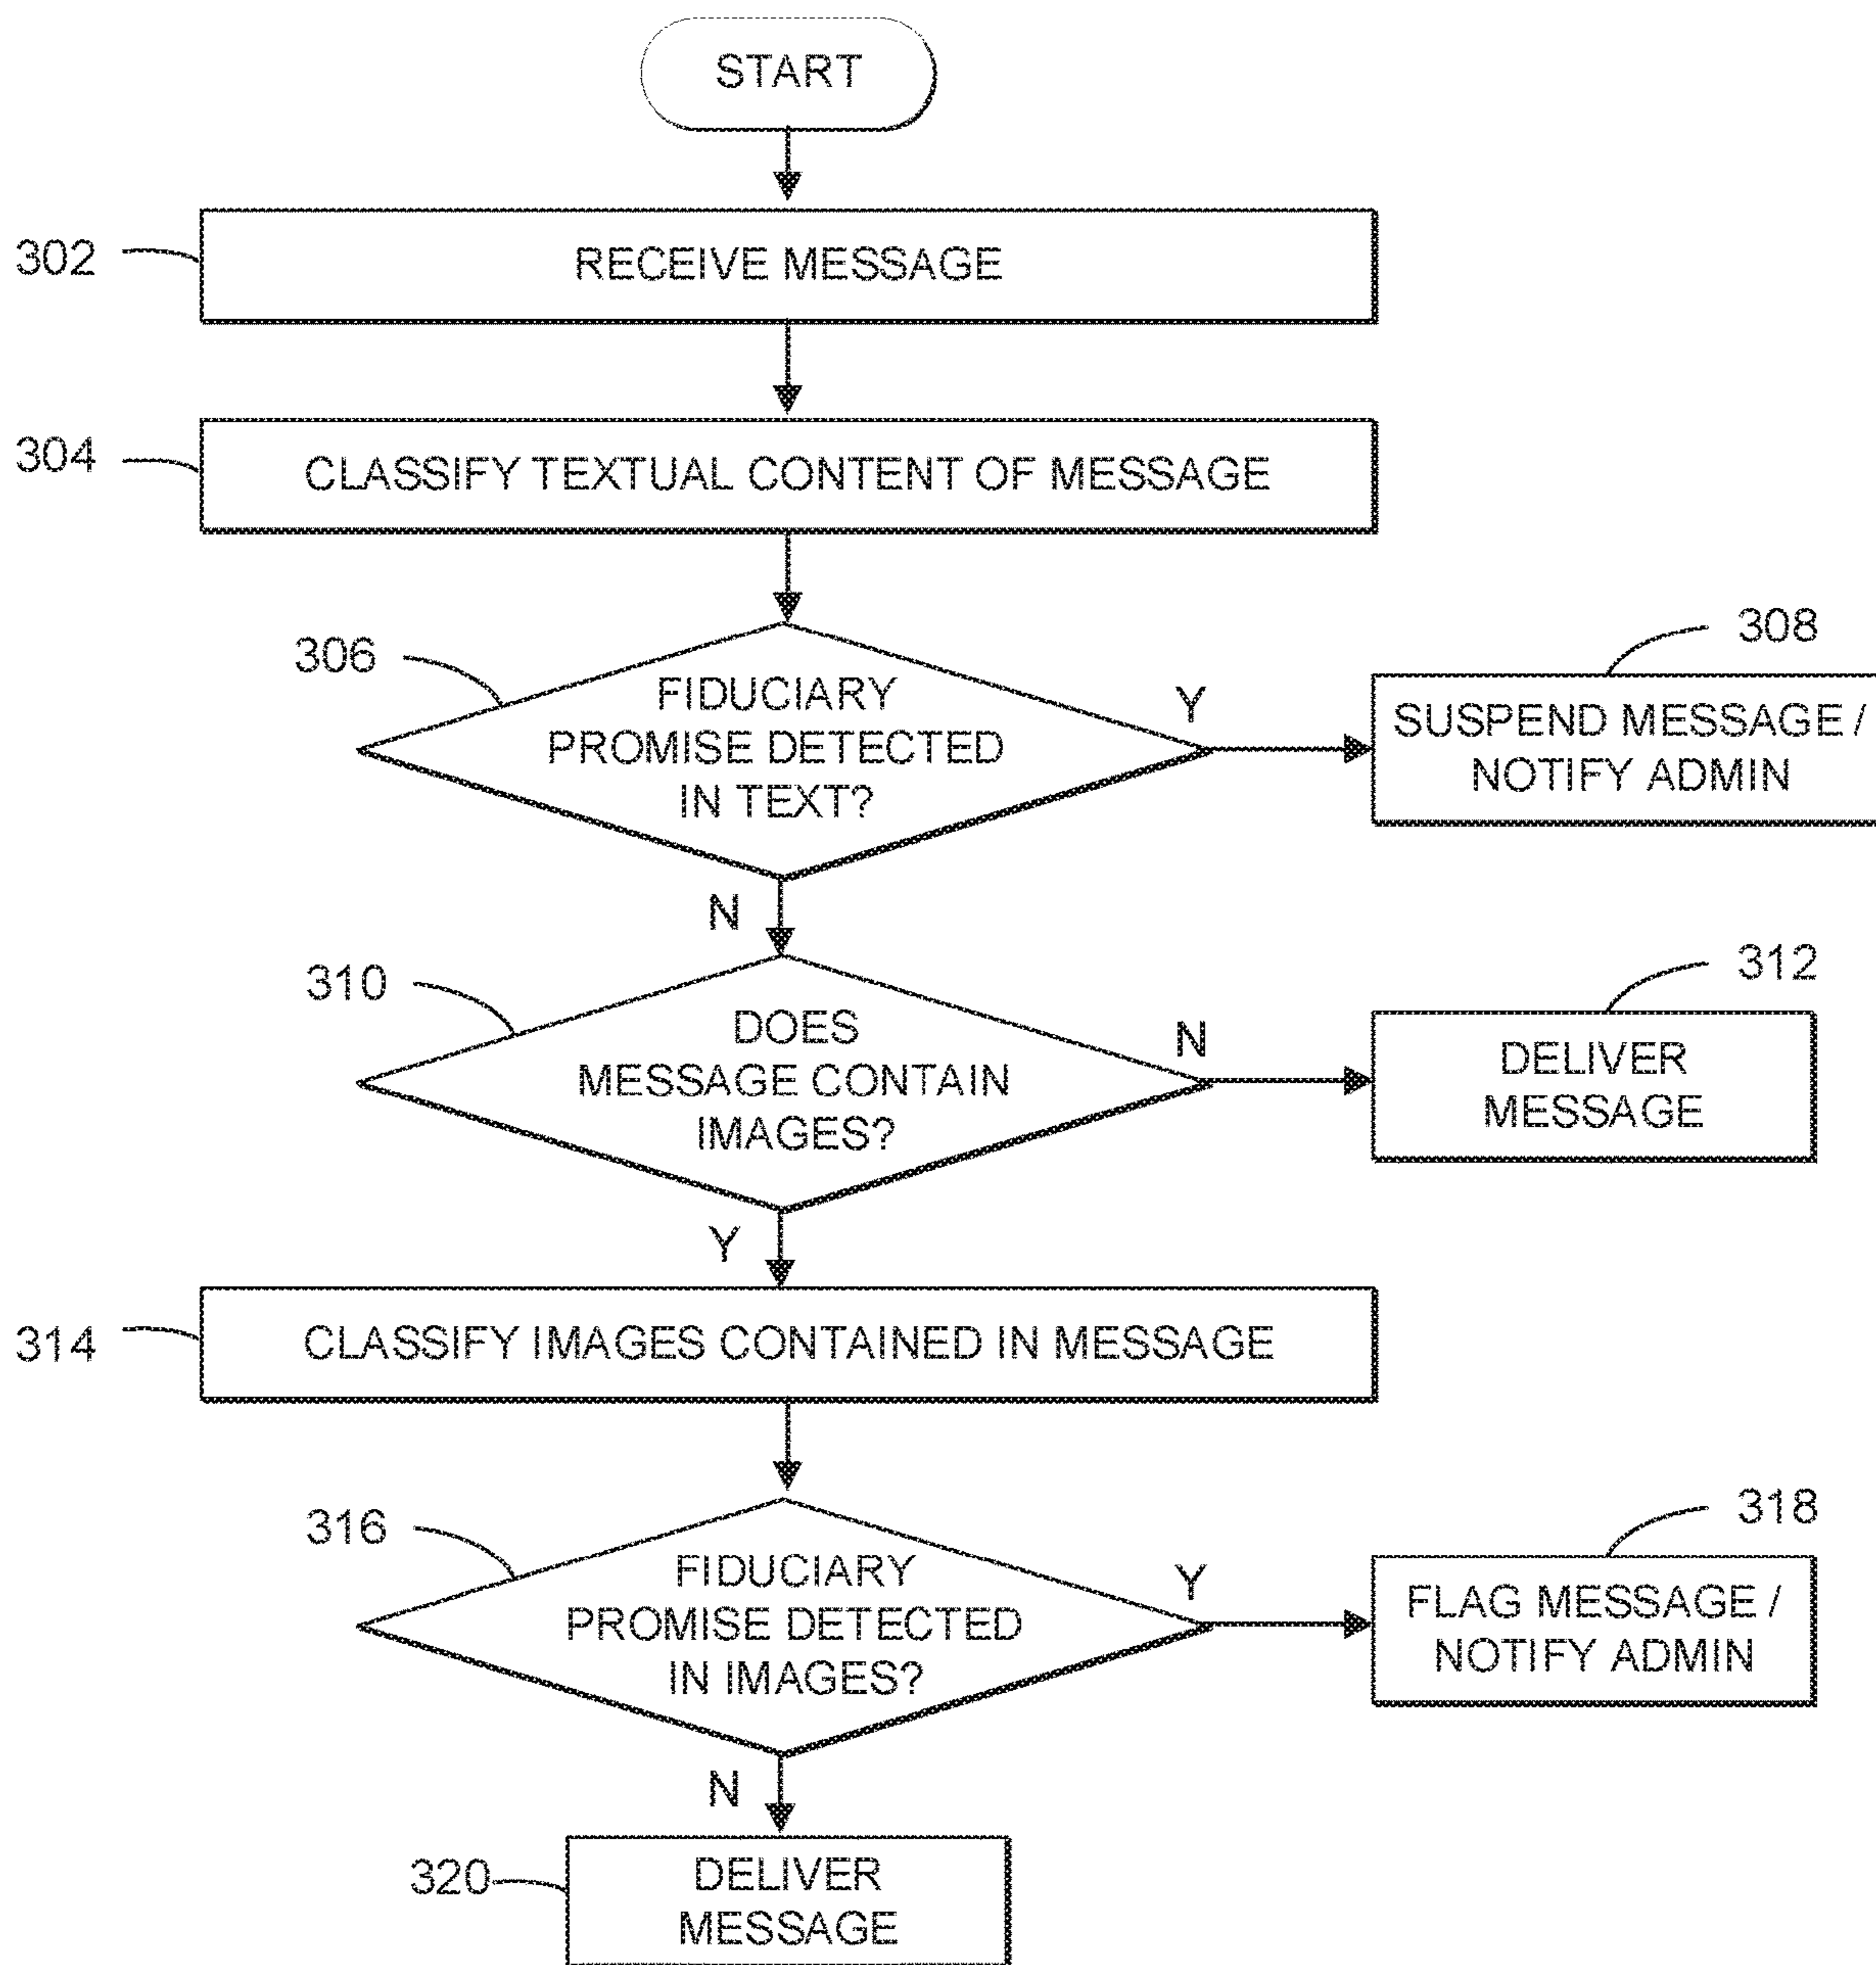 START
302
RECEIVE MESSAGE
304
CLASSIFY TEXTUAL CONTENT OF MESSAGE
306
FIDUCIARY
PROMISE DETECTED
IN TEXT?
Y
308
SUSPEND MESSAGE /
NOTIFY ADMIN
N
310
DOES
MESSAGE CONTAIN
IMAGES?
N
312
DELIVER
MESSAGE
Y
314
CLASSIFY IMAGES CONTAINED IN MESSAGE
316
FIDUCIARY
PROMISE DETECTED
IN IMAGES?
Y
318
FLAG MESSAGE /
NOTIFY ADMIN
N
320
DELIVER
MESSAGE